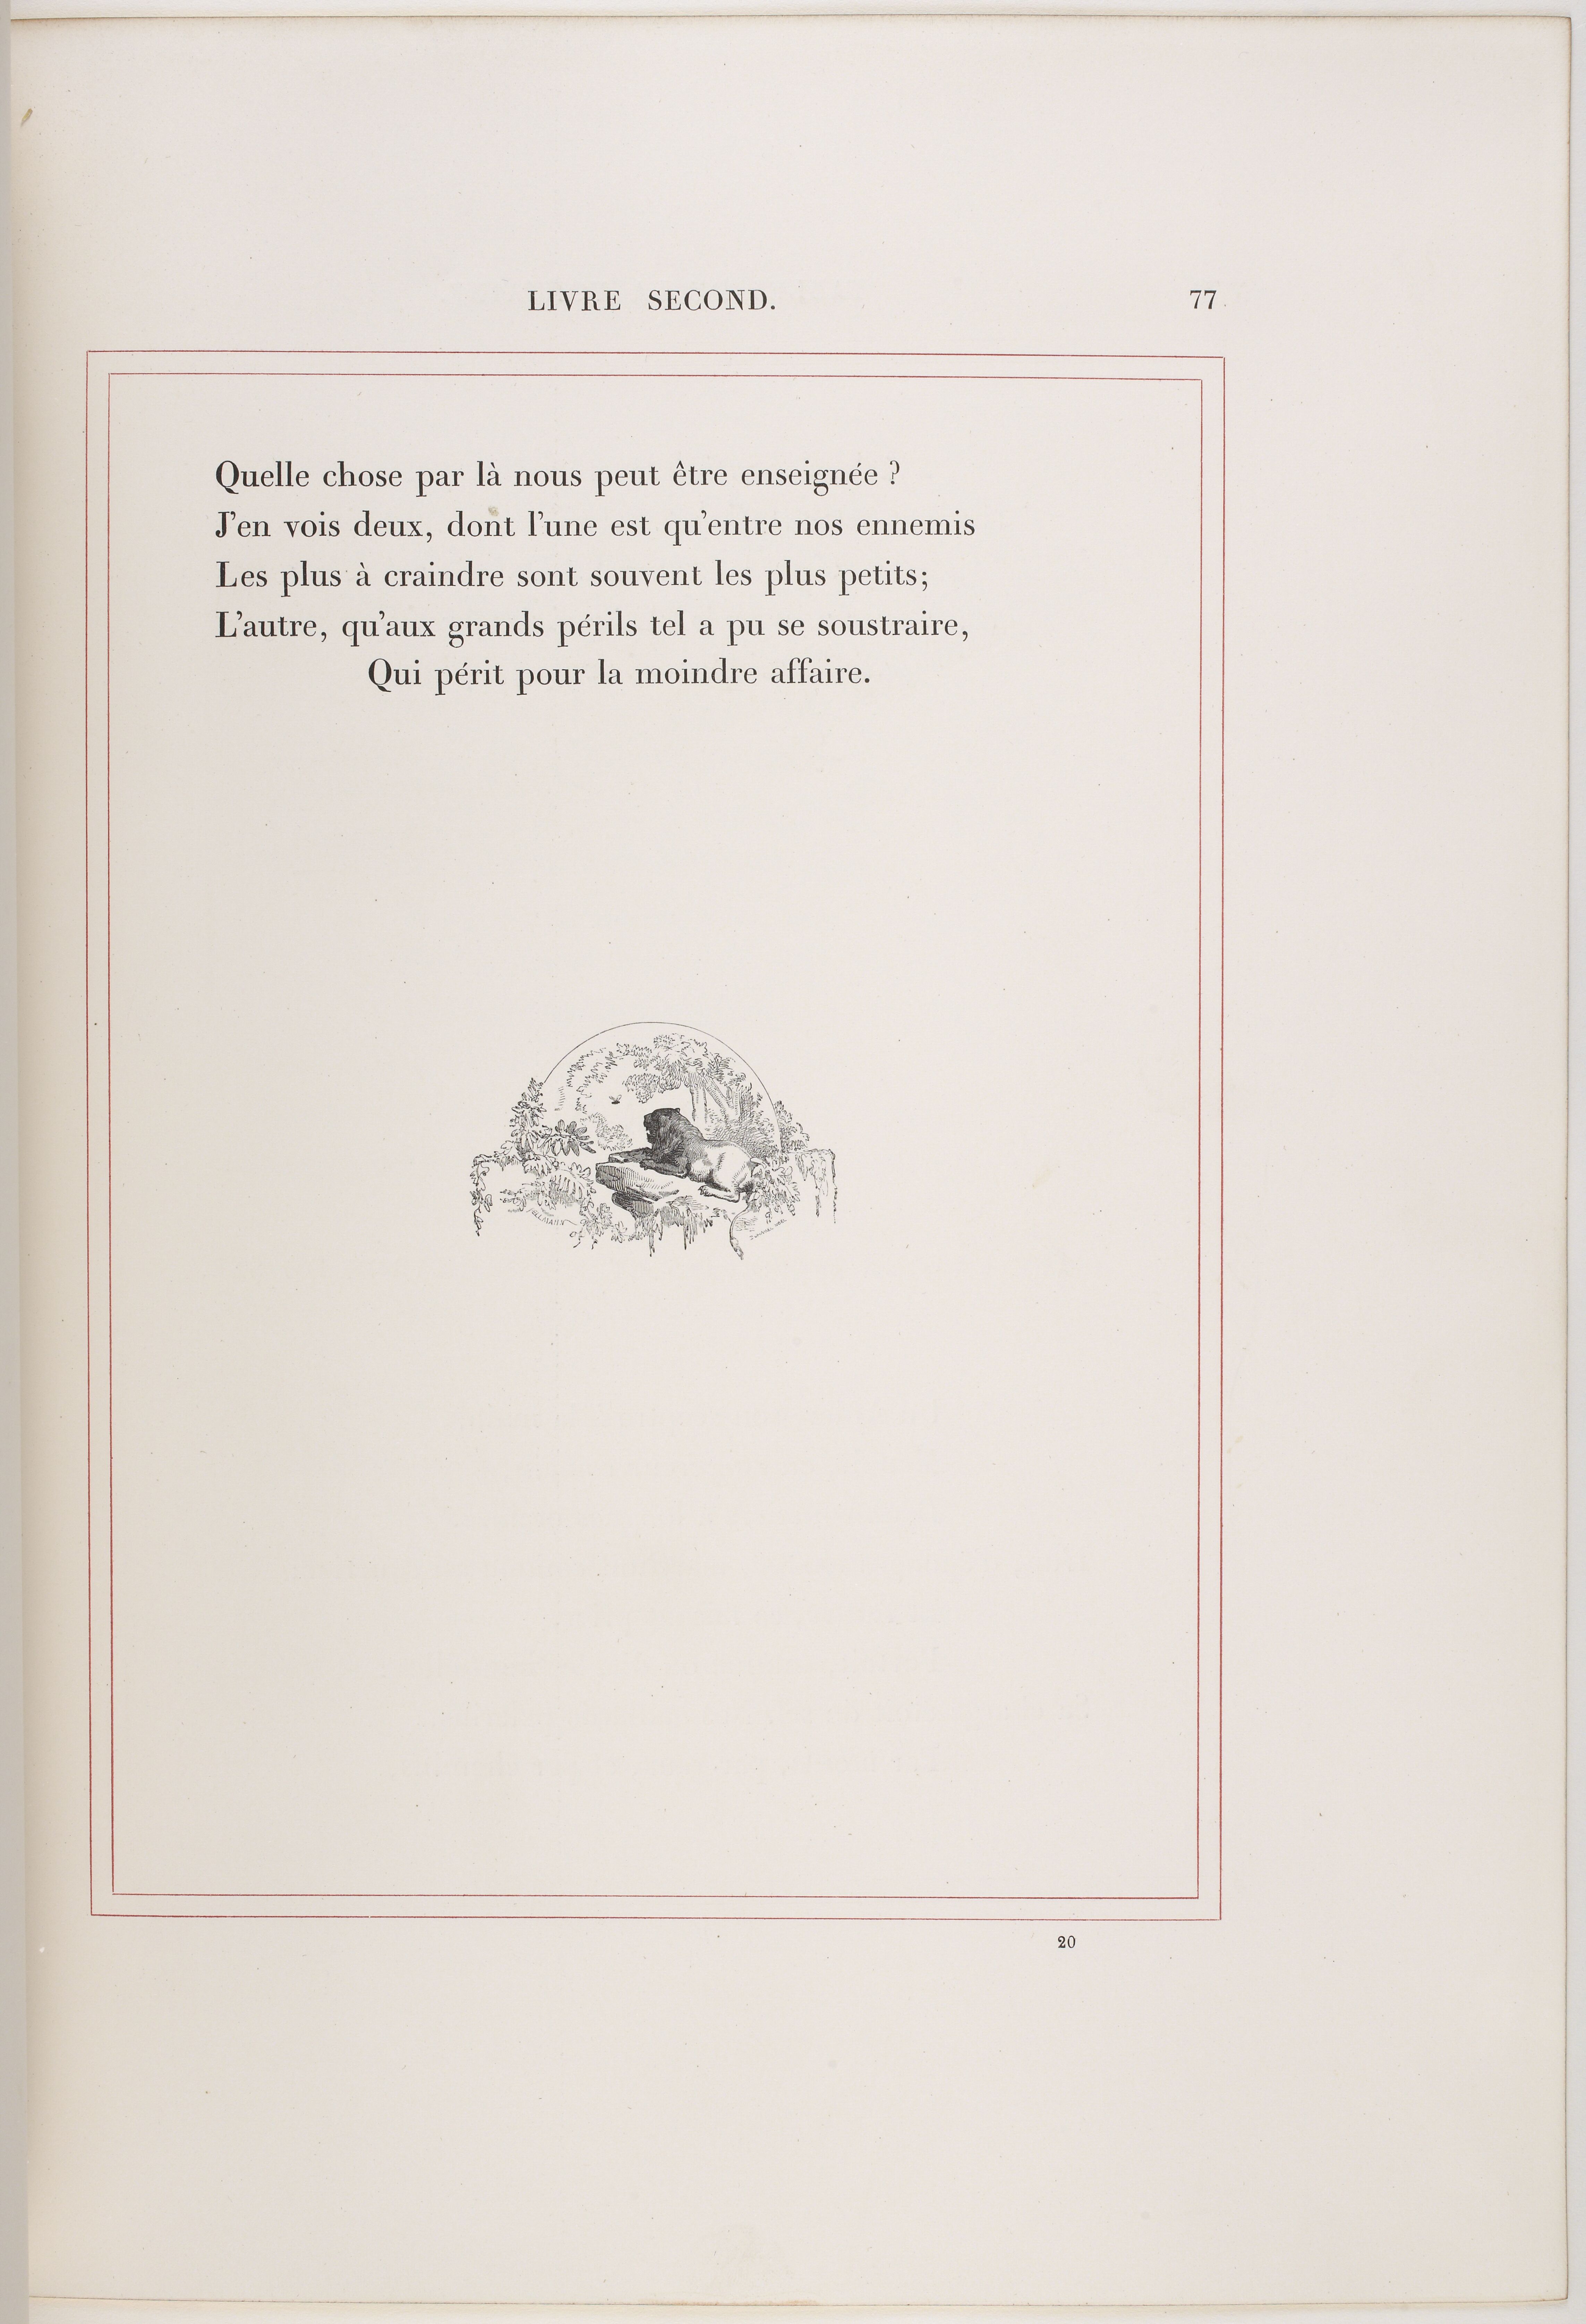 LIVRE SECOND. 77
Quelle chose par là nous peut être enseignée ?
J'en vois deux, dont l'une est qu'entre nos ennemis
Les plus à craindre sont souvent les plus petits;
L'autre, qu'aux grands périls tel a pu se soustraire,
Qui périt pour la moindre affaire.
20